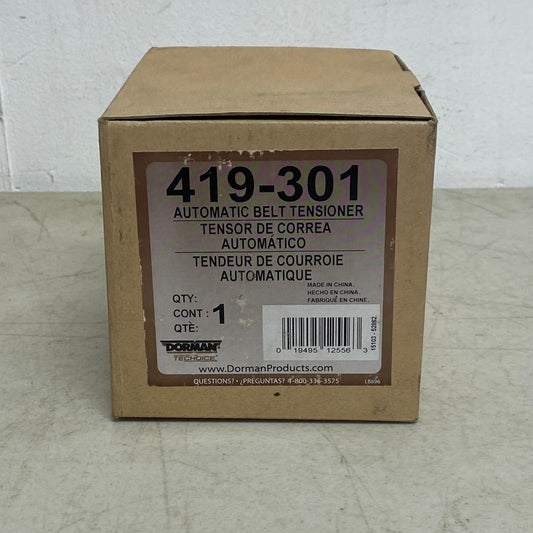 419-301
AUTOMATIC BELT TENSIONER
TENSOR DE CORREA
AUTOMÁTICO
TENDEUR DE COURROIE
AUTOMATIQUE
MADE IN CHINA.
HECHO EN CHINA.
FABRIQUÉ EN CHINE.
QTY:
CONT : 1
QTÉ:
0 19495 12556 3
15103 - 52862
DORMAN
TECHOICE
www.DormanProducts.com
QUESTIONS? • ¿PREGUNTAS? 1-800-336-3575